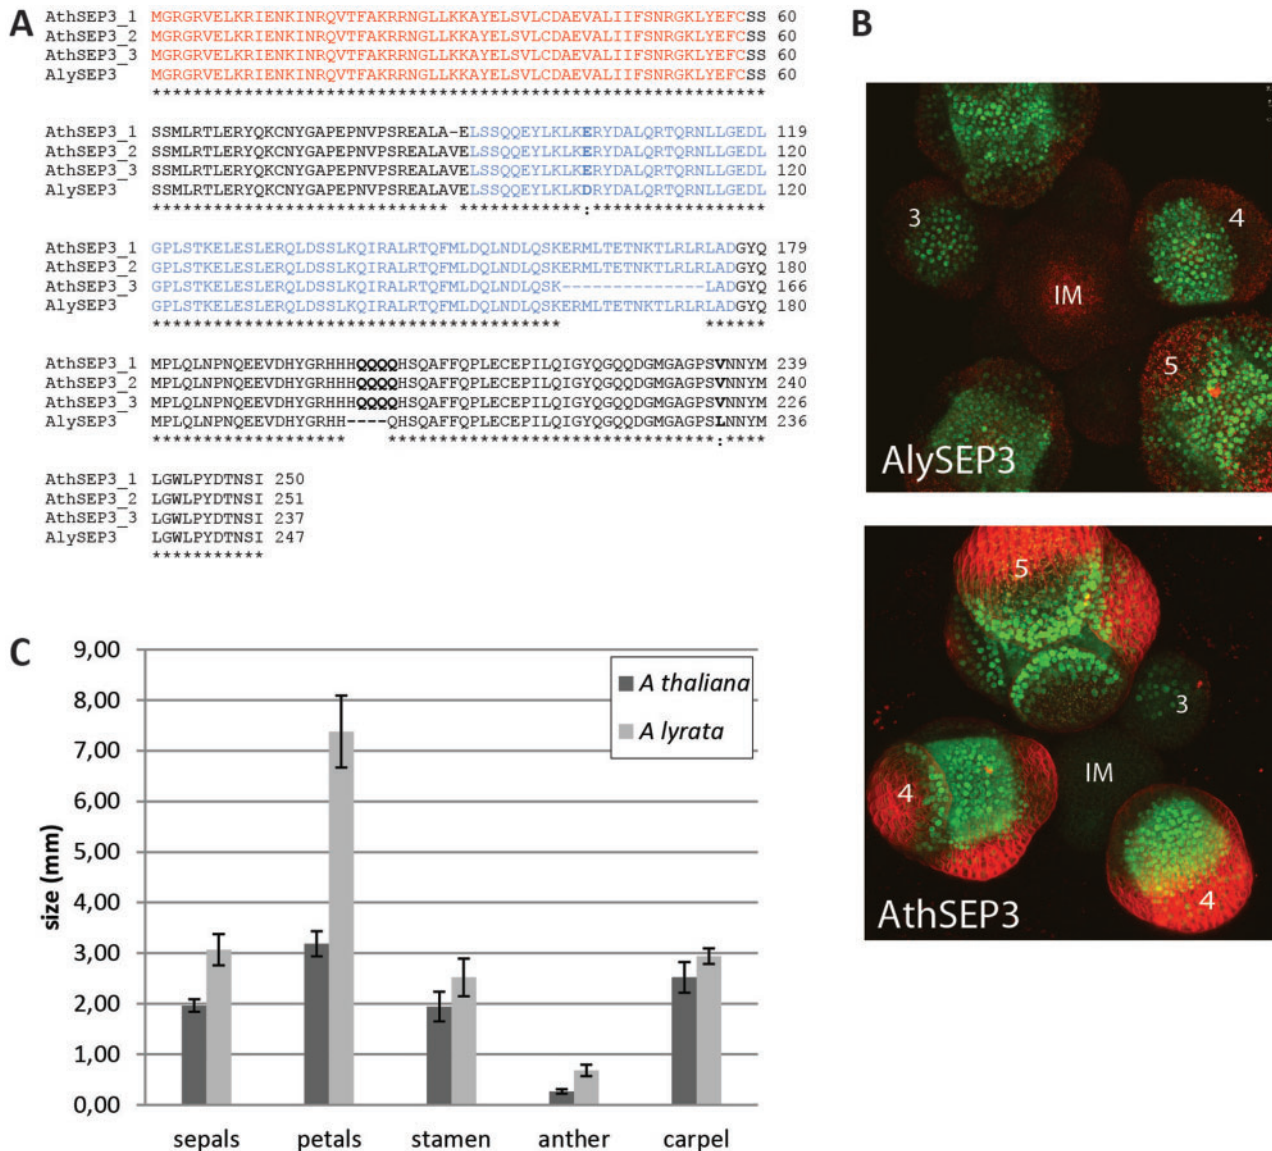 A
AthSEP3_1 MGRGRVELKRIENKINRQVTFAKRRNGLLKKAYELSVLCDAEVALIIFSNRGKLYEFCSS 60
AthSEP3_2 MGRGRVELKRIENKINRQVTFAKRRNGLLKKAYELSVLCDAEVALIIFSNRGKLYEFCSS 60
AthSEP3_3 MGRGRVELKRIENKINRQVTFAKRRNGLLKKAYELSVLCDAEVALIIFSNRGKLYEFCSS 60
AlySEP3 MGRGRVELKRIENKINRQVTFAKRRNGLLKKAYELSVLCDAEVALIIFSNRGKLYEFCSS 60
************************************************************
AthSEP3_1 SSMLRTLERYQKCNYGAPEPNVPSREALA-ELSSQQEYLKLKERYDALQRTQRNLLGEDL 119
AthSEP3_2 SSMLRTLERYQKCNYGAPEPNVPSREALAVELSSQQEYLKLKERYDALQRTQRNLLGEDL 120
AthSEP3_3 SSMLRTLERYQKCNYGAPEPNVPSREALAVELSSQQEYLKLKERYDALQRTQRNLLGEDL 120
AlySEP3 SSMLRTLERYQKCNYGAPEPNVPSREALAVELSSQQEYLKLKDRYDALQRTQRNLLGEDL 120
***************************** ************:*****************
AthSEP3_1 GPLSTKELESLERQLDSSLKQIRALRTQFMLDQLNDLQSKERMLTETNKTLRLRLADGYQ 179
AthSEP3_2 GPLSTKELESLERQLDSSLKQIRALRTQFMLDQLNDLQSKERMLTETNKTLRLRLADGYQ 180
AthSEP3_3 GPLSTKELESLERQLDSSLKQIRALRTQFMLDQLNDLQSK--------------LADGYQ 166
AlySEP3 GPLSTKELESLERQLDSSLKQIRALRTQFMLDQLNDLQSKERMLTETNKTLRLRLADGYQ 180
****************************************              ******
AthSEP3_1 MPLQLNPNQEEVDHYGRHHHQQQQHSQAFFQPLECEPILQIGYQGQQDGMGAGPSVNNYM 239
AthSEP3_2 MPLQLNPNQEEVDHYGRHHHQQQQHSQAFFQPLECEPILQIGYQGQQDGMGAGPSVNNYM 240
AthSEP3_3 MPLQLNPNQEEVDHYGRHHHQQQQHSQAFFQPLECEPILQIGYQGQQDGMGAGPSVNNYM 226
AlySEP3 MPLQLNPNQEEVDHYGRHH----QHSQAFFQPLECEPILQIGYQGQQDGMGAGPSLNNYM 236
*******************    ********************************:****
AthSEP3_1 LGWLPYDTNSI 250
AthSEP3_2 LGWLPYDTNSI 251
AthSEP3_3 LGWLPYDTNSI 237
AlySEP3 LGWLPYDTNSI 247
***********
B
3
4
IM
5
AlySEP3
5
3
IM
4
4
AthSEP3
C
9,00
8,00
7,00
6,00
5,00
4,00
3,00
2,00
1,00
0,00
size (mm)
A thaliana
A lyrata
sepals petals stamen anther carpel